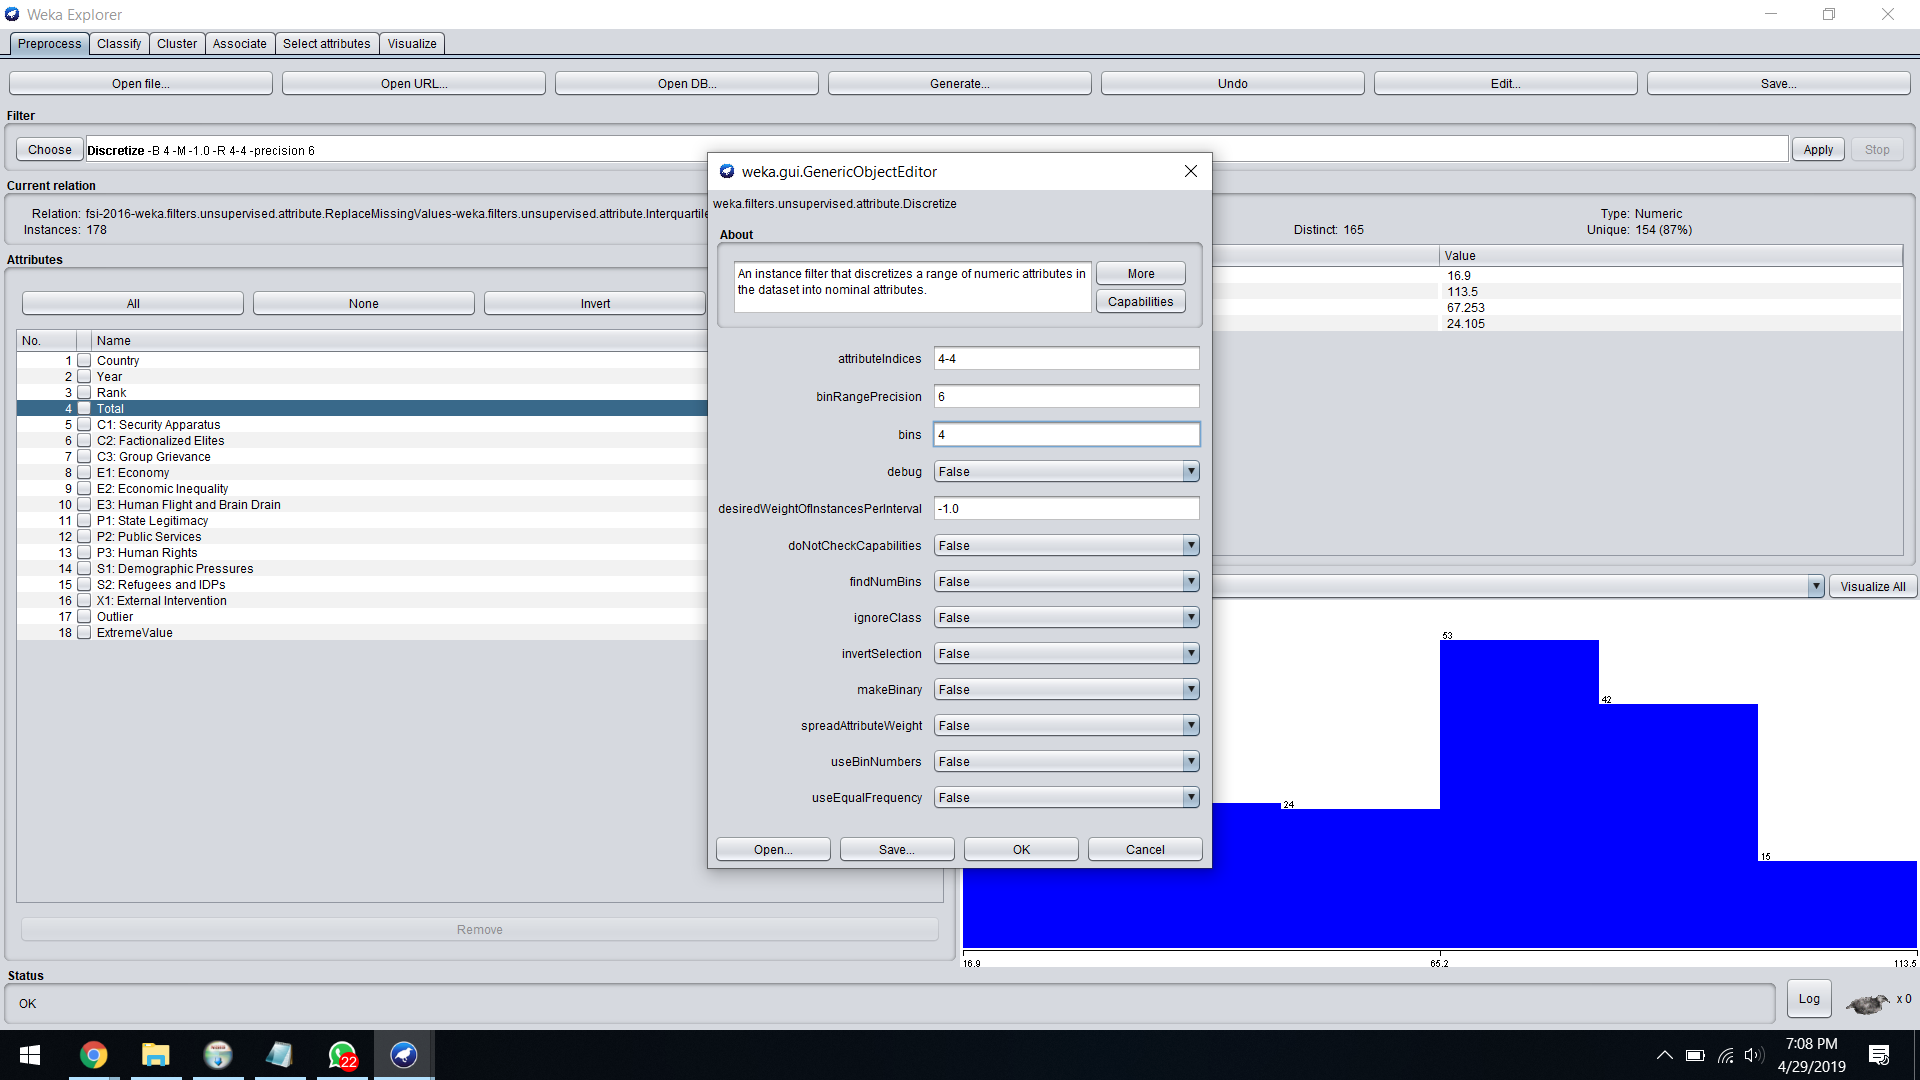 Weka Explorer
Preprocess Classify Cluster Associate Select attributes Visualize
Open file... Open URL... Open DB... Generate... Undo Edit... Save...
Filter
Choose Discretize -B 4 -M -1.0 -R 4-4 -precision 6 Apply Stop
Current relation
Relation: fsi-2016-weka.filters.unsupervised.attribute.ReplaceMissingValues-weka.filters.unsupervised.attribute.Interquartile
Instances: 178
Attributes
All None Invert
No. Name
1 Country
2 Year
3 Rank
4 Total
5 C1: Security Apparatus
6 C2: Factionalized Elites
7 C3: Group Grievance
8 E1: Economy
9 E2: Economic Inequality
10 E3: Human Flight and Brain Drain
11 P1: State Legitimacy
12 P2: Public Services
13 P3: Human Rights
14 S1: Demographic Pressures
15 S2: Refugees and IDPs
16 X1: External Intervention
17 Outlier
18 ExtremeValue
Remove
weka.gui.GenericObjectEditor
weka.filters.unsupervised.attribute.Discretize
About
An instance filter that discretizes a range of numeric attributes in
the dataset into nominal attributes.
More
Capabilities
attributeIndices 4-4
binRangePrecision 6
bins 4
debug False
desiredWeightOfInstancesPerInterval -1.0
doNotCheckCapabilities False
findNumBins False
ignoreClass False
invertSelection False
makeBinary False
spreadAttributeWeight False
useBinNumbers False
useEqualFrequency False
Open... Save... OK Cancel
Type: Numeric
Distinct: 165 Unique: 154 (87%)
Value
16.9
113.5
67.253
24.105
Visualize All
53
42
24
15
16.9 65.2 113.5
Status
OK
Log x 0
22
7:08 PM
4/29/2019